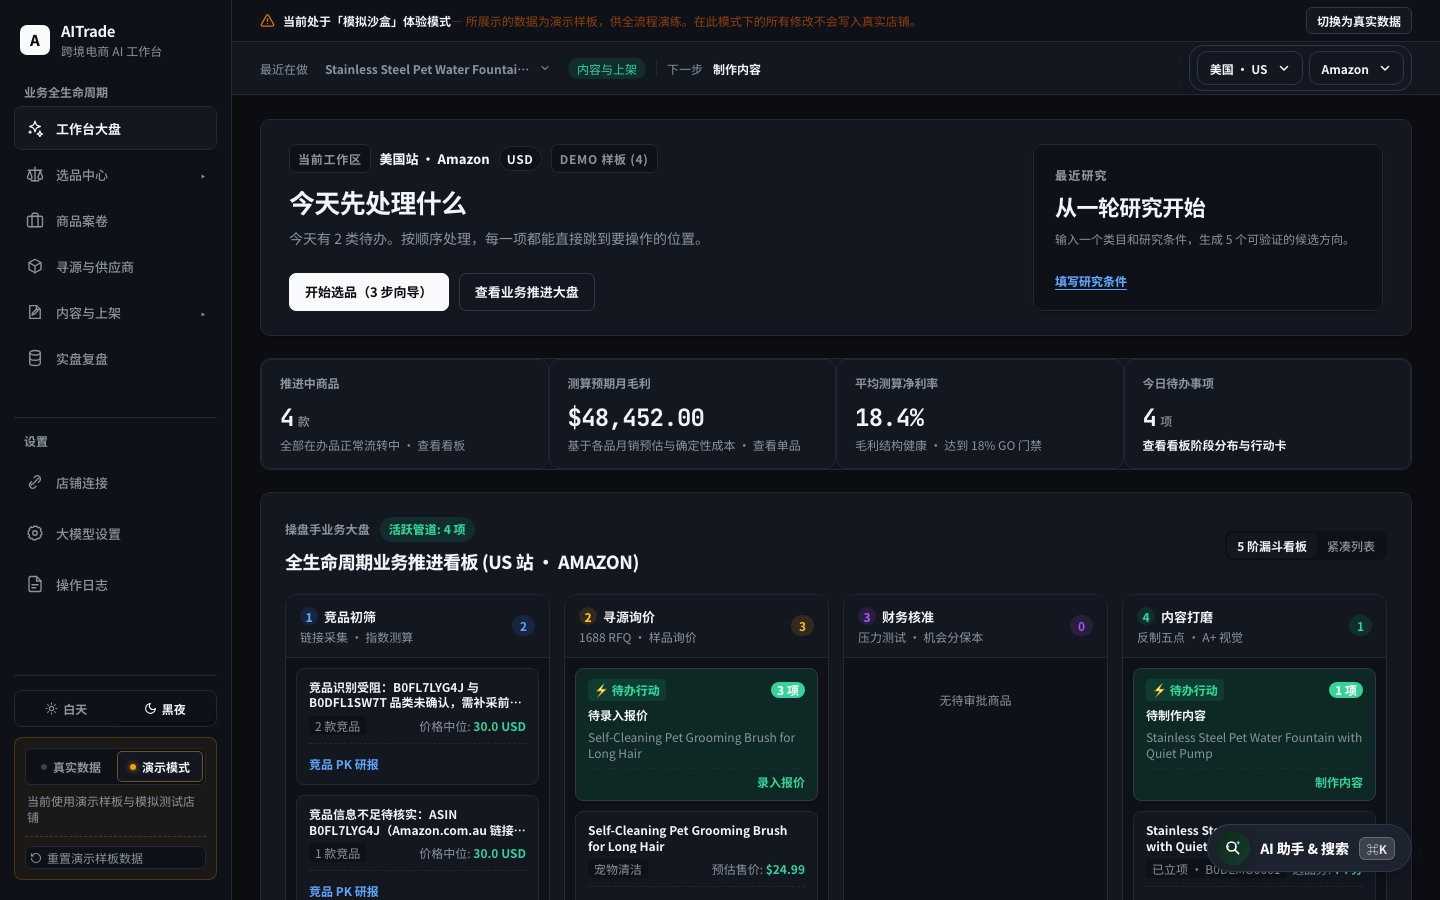 A
AITrade
跨境电商 AI 工作台
业务全生命周期
工作台大盘
选品中心
商品案卷
寻源与供应商
内容与上架
实盘复盘
设置
店铺连接
大模型设置
操作日志
白天
黑夜
真实数据
演示模式
当前使用演示样板与模拟测试店铺
重置演示样板数据
当前处于「模拟沙盒」体验模式 — 所展示的数据为演示样板，供全流程演练。在此模式下的所有修改不会写入真实店铺。
切换为真实数据
最近在做 Stainless Steel Pet Water Fountai… 内容与上架 下一步 制作内容
美国 · US
Amazon
当前工作区 美国站 · Amazon USD DEMO 样板 (4)
今天先处理什么
今天有 2 类待办。按顺序处理，每一项都能直接跳到要操作的位置。
开始选品（3 步向导）
查看业务推进大盘
最近研究
从一轮研究开始
输入一个类目和研究条件，生成 5 个可验证的候选方向。
填写研究条件
推进中商品
4 款
全部在办品正常流转中 · 查看看板
测算预期月毛利
$48,452.00
基于各品月销预估与确定性成本 · 查看单品
平均测算净利率
18.4%
毛利结构健康 · 达到 18% GO 门禁
今日待办事项
4 项
查看看板阶段分布与行动卡
操盘手业务大盘 活跃管道: 4 项
全生命周期业务推进看板 (US 站 · AMAZON)
5 阶漏斗看板
紧凑列表
1 竞品初筛
链接采集 · 指数测算
2
竞品识别受阻：B0FL7LYG4J 与
B0DFL1SW7T 品类未确认，需补采前…
2 款竞品
价格中位: 30.0 USD
竞品 PK 研报
竞品信息不足待核实：ASIN
B0FL7LYG4J（Amazon.com.au 链接…
1 款竞品
价格中位: 30.0 USD
竞品 PK 研报
2 寻源询价
1688 RFQ · 样品询价
3
⚡ 待办行动
3 项
待录入报价
Self-Cleaning Pet Grooming Brush for
Long Hair
录入报价
Self-Cleaning Pet Grooming Brush
for Long Hair
宠物清洁
预估售价: $24.99
3 财务核准
压力测试 · 机会分保本
0
无待审批商品
4 内容打磨
反制五点 · A+ 视觉
1
⚡ 待办行动
1 项
待制作内容
Stainless Steel Pet Water Fountain with
Quiet Pump
制作内容
Stainless
with Quiet
已立项
AI 助手 & 搜索 ⌘K